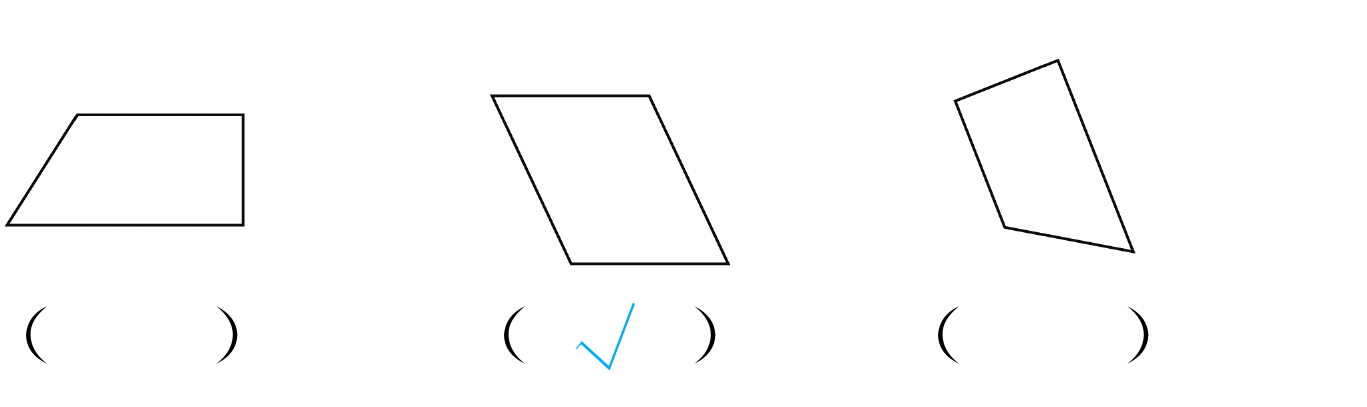 ( ) ( √ ) ( )